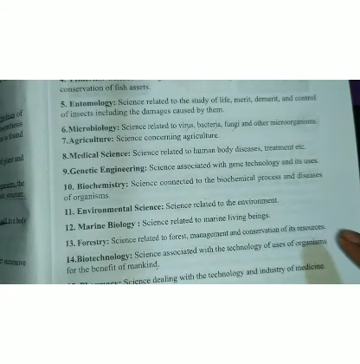 conservation of fish assets.
5. Entomology: Science related to the study of life, merit, demerit, and control
of insects including the damages caused by them.
6.Microbiology: Science related to virus, bacteria, fungi and other microorganisms.
7.Agriculture: Science concerning agriculture.
8.Medical Science: Science related to human body diseases, treatment etc.
9.Genetic Engineering: Science associated with gene technology and its uses.
10. Biochemistry: Science connected to the biochemical process and diseases
of organisms.
11. Environmental Science: Science related to the environment.
12. Marine Biology : Science related to marine living beings.
13. Forestry: Science related to forest, management and conservation of its resources.
14.Biotechnology: Science associated with the technology of uses of organisms
for the benefit of mankind.
Science dealing with the technology and industry of medicine.